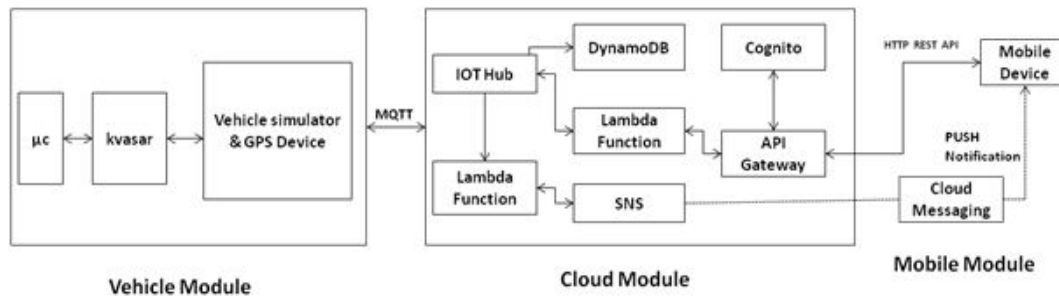 μc
kvasar
Vehicle simulator
& GPS Device
Vehicle Module
MQTT
IOT Hub
DynamoDB
Cognito
Lambda
Function
API
Gateway
Lambda
Function
SNS
Cloud Module
HTTP REST API
Mobile
Device
PUSH
Notification
Cloud
Messaging
Mobile Module